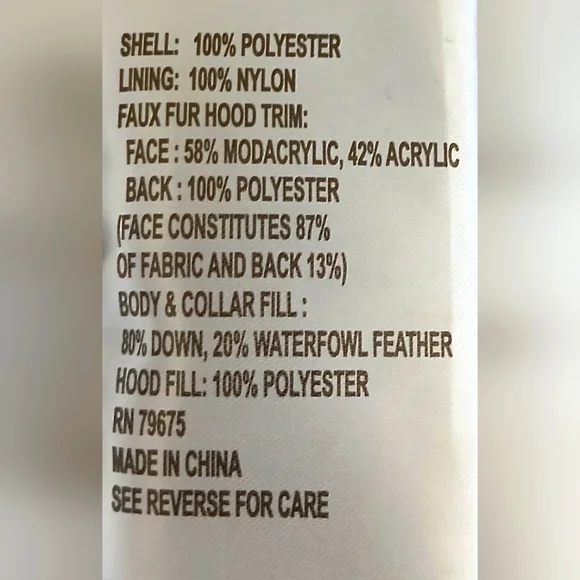 SHELL: 100% POLYESTER
LINING: 100% NYLON
FAUX FUR HOOD TRIM:
FACE : 58% MODACRYLIC, 42% ACRYLIC
BACK : 100% POLYESTER
(FACE CONSTITUTES 87%
OF FABRIC AND BACK 13%)
BODY & COLLAR FILL :
80% DOWN, 20% WATERFOWL FEATHER
HOOD FILL: 100% POLYESTER
RN 79675
MADE IN CHINA
SEE REVERSE FOR CARE